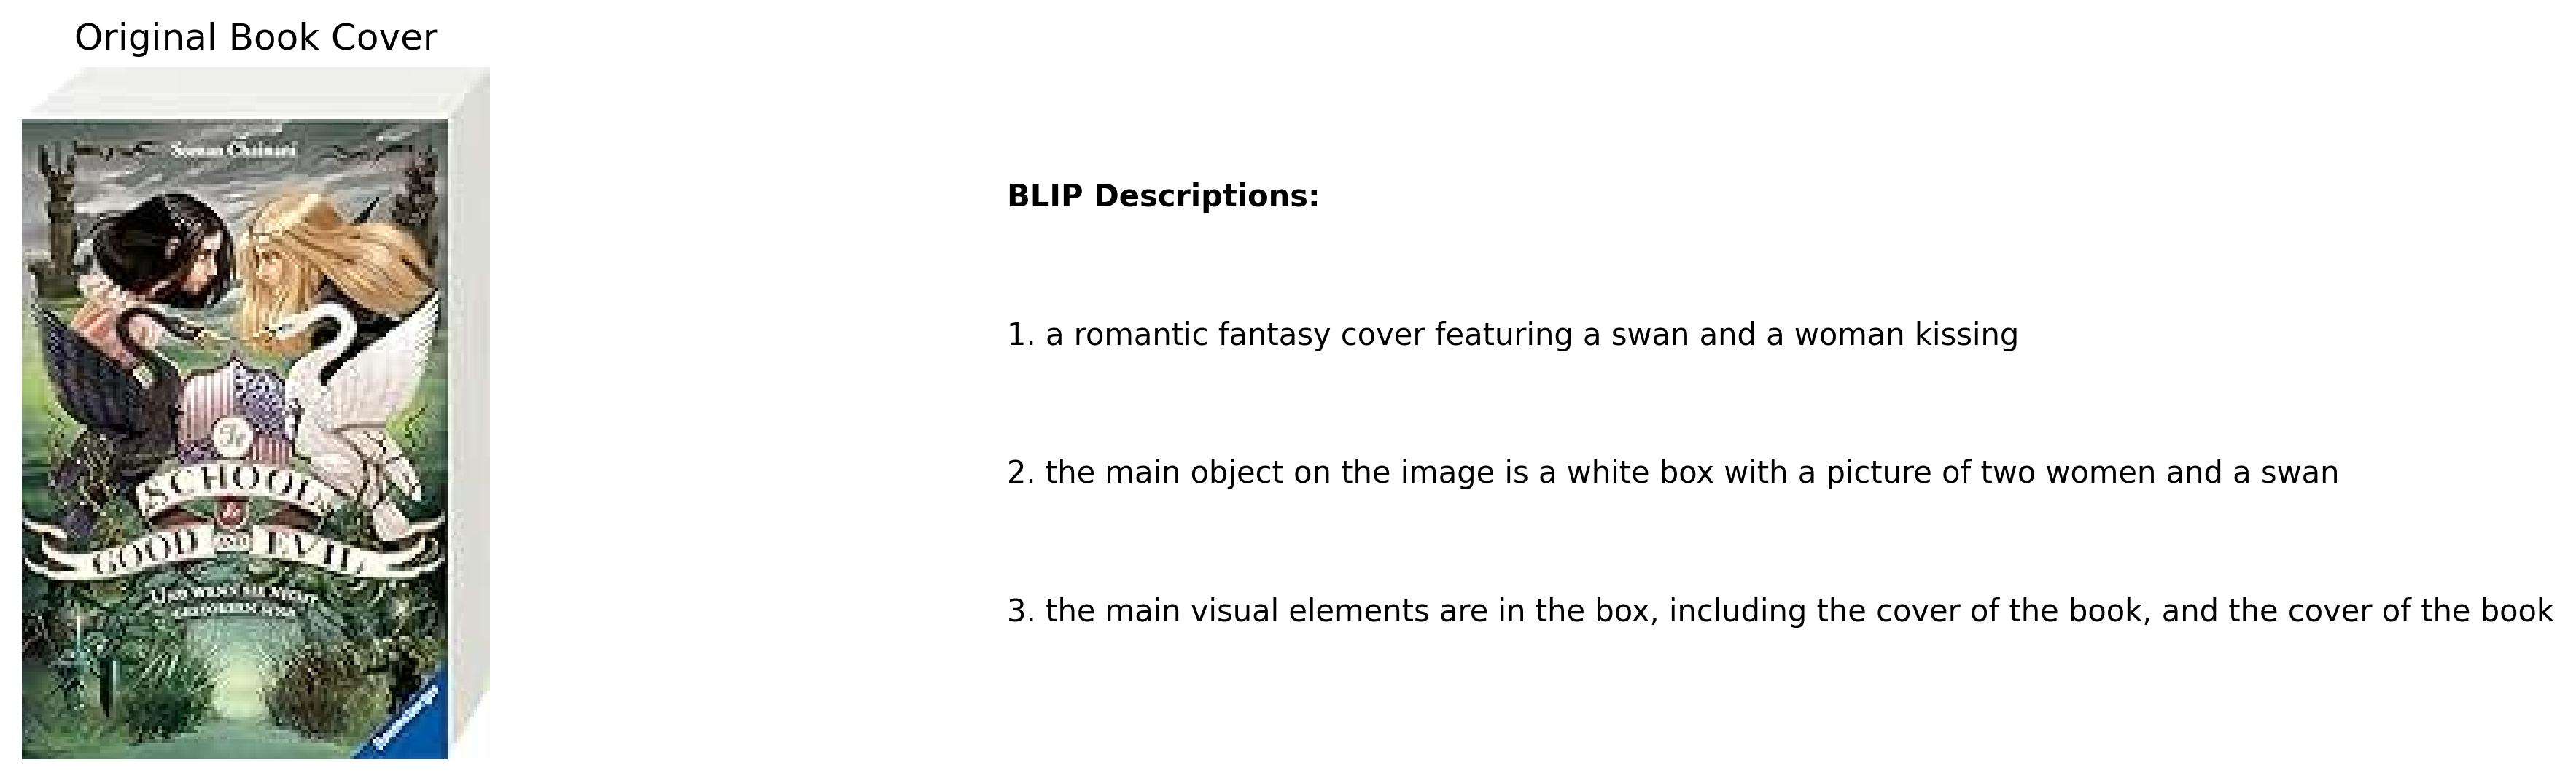 Original Book Cover
Soman Chainani
The
SCHOOL
for
GOOD AND EVIL
UND WENN SIE NICHT
GESTORBEN SIND
Ravensburger
BLIP Descriptions:
1. a romantic fantasy cover featuring a swan and a woman kissing
2. the main object on the image is a white box with a picture of two women and a swan
3. the main visual elements are in the box, including the cover of the book, and the cover of the book